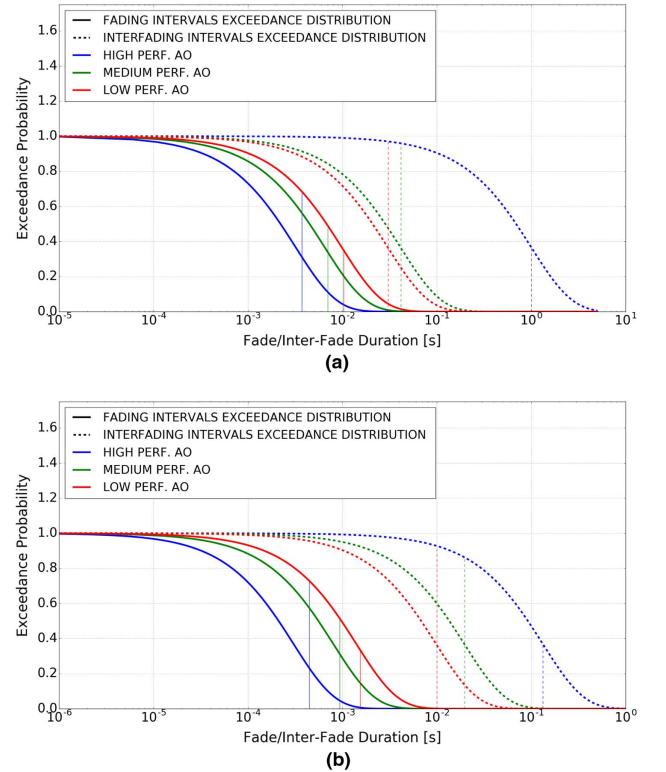 FADING INTERVALS EXCEEDANCE DISTRIBUTION
INTERFADING INTERVALS EXCEEDANCE DISTRIBUTION
HIGH PERF. AO
MEDIUM PERF. AO
LOW PERF. AO
Exceedance Probability
1.6
1.4
1.2
1.0
0.8
0.6
0.4
0.2
0.0
10^-5 10^-4 10^-3 10^-2 10^-1 10^0 10^1
Fade/Inter-Fade Duration [s]
(a)
FADING INTERVALS EXCEEDANCE DISTRIBUTION
INTERFADING INTERVALS EXCEEDANCE DISTRIBUTION
HIGH PERF. AO
MEDIUM PERF. AO
LOW PERF. AO
Exceedance Probability
1.6
1.4
1.2
1.0
0.8
0.6
0.4
0.2
0.0
10^-6 10^-5 10^-4 10^-3 10^-2 10^-1 10^0
Fade/Inter-Fade Duration [s]
(b)